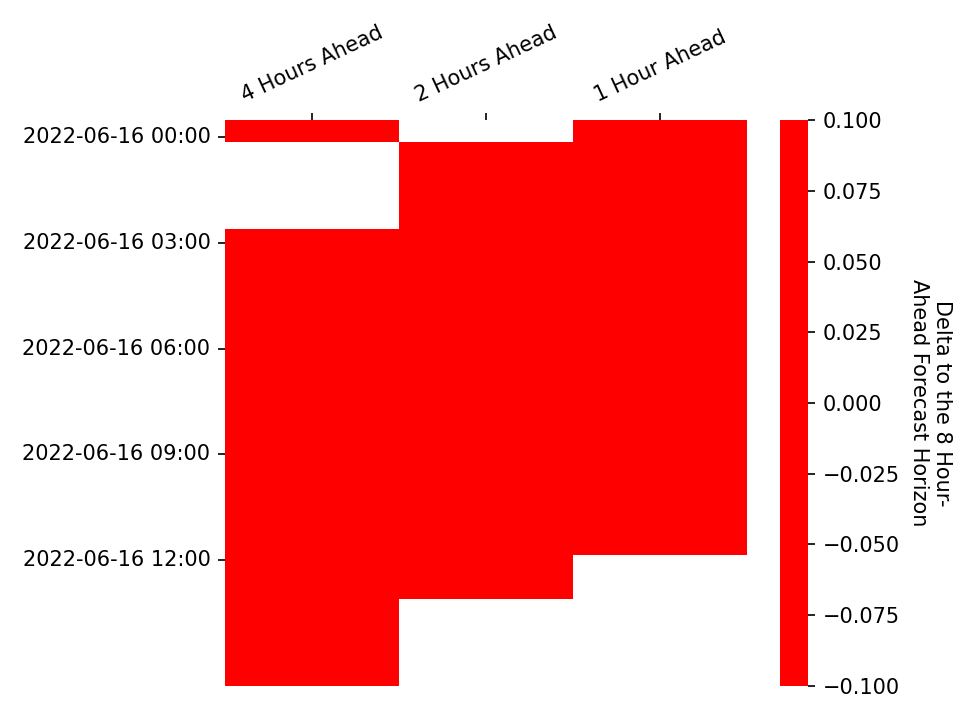 4 Hours Ahead
2 Hours Ahead
1 Hour Ahead
2022-06-16 00:00
2022-06-16 03:00
2022-06-16 06:00
2022-06-16 09:00
2022-06-16 12:00
0.100
0.075
0.050
0.025
0.000
−0.025
−0.050
−0.075
−0.100
Delta to the 8 Hour-
Ahead Forecast Horizon